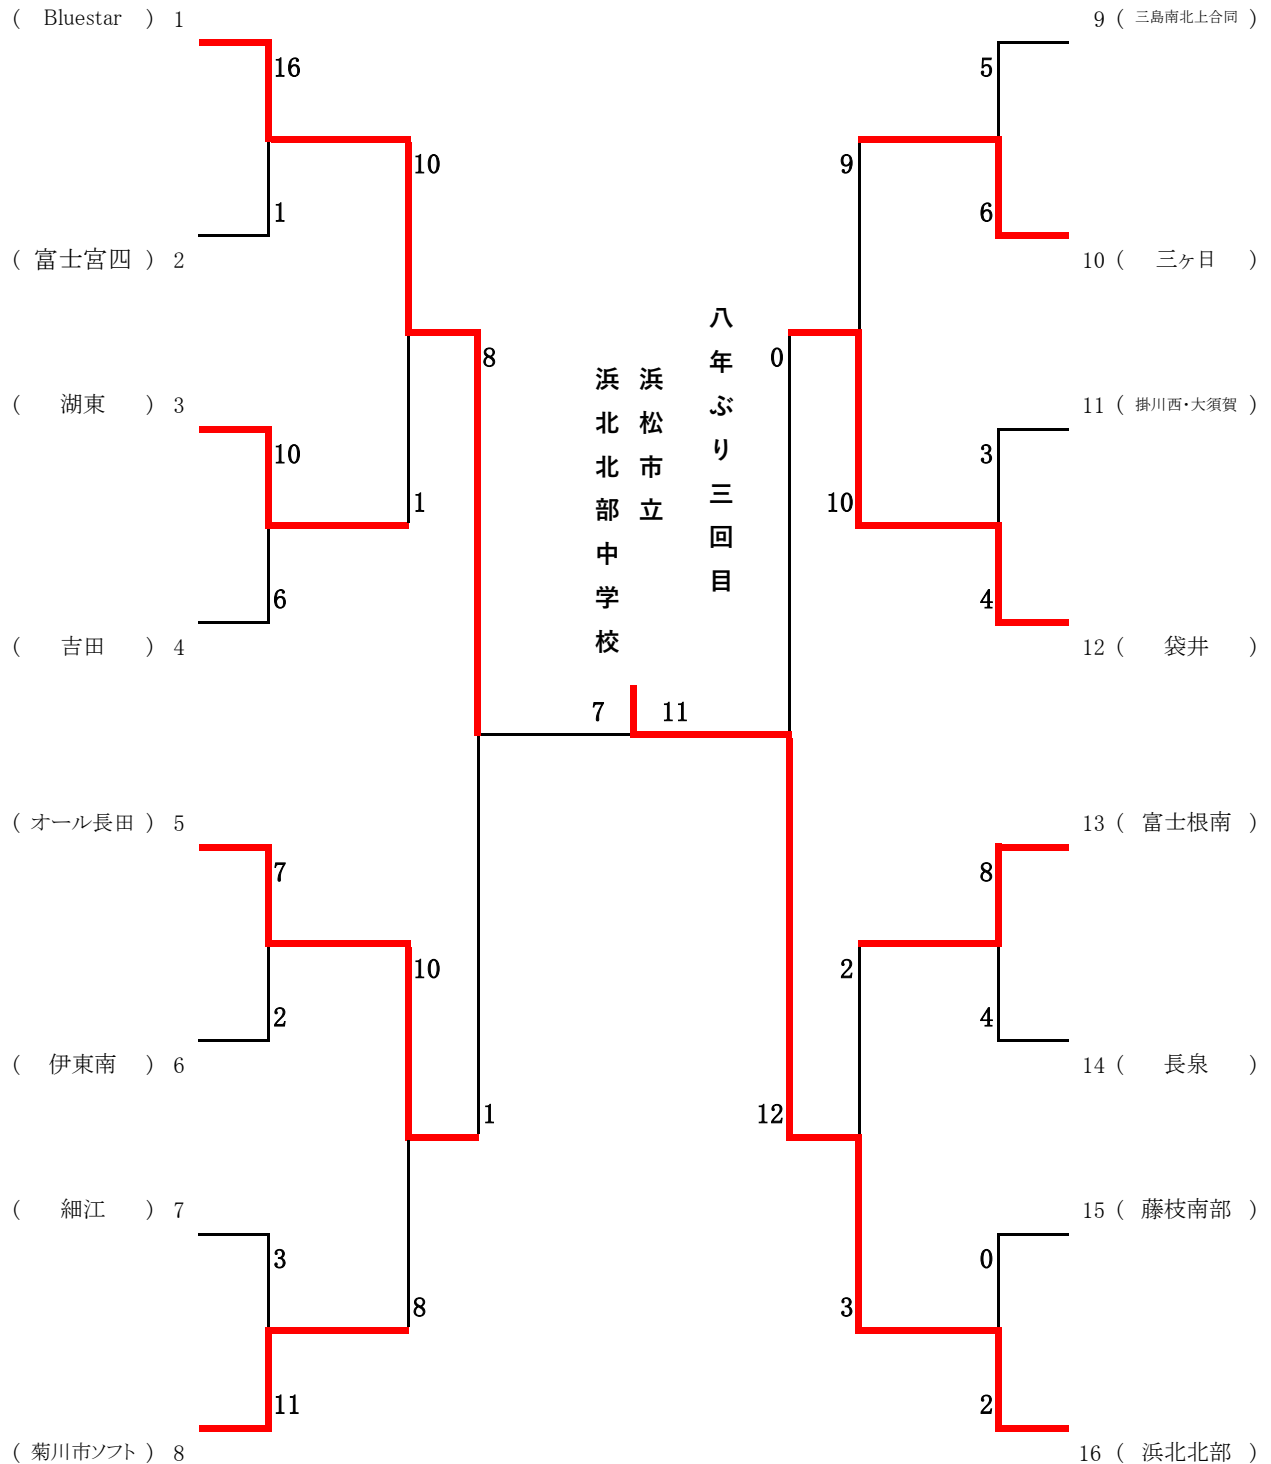 ( Bluestar ) 1
16
10
1
( 富士宮四 ) 2
8
( 湖東 ) 3
10
1
6
( 吉田 ) 4
( オール長田 ) 5
7
10
2
( 伊東南 ) 6
1
( 細江 ) 7
3
8
11
( 菊川市ソフト ) 8
八年ぶり三回目
浜松市立
浜北北部中学校
7 11
9 ( 三島南北上合同 )
5
9
6
10 ( 三ヶ日 )
0
11 ( 掛川西・大須賀 )
3
10
4
12 ( 袋井 )
13 ( 富士根南 )
8
2
4
14 ( 長泉 )
12
15 ( 藤枝南部 )
0
3
2
16 ( 浜北北部 )